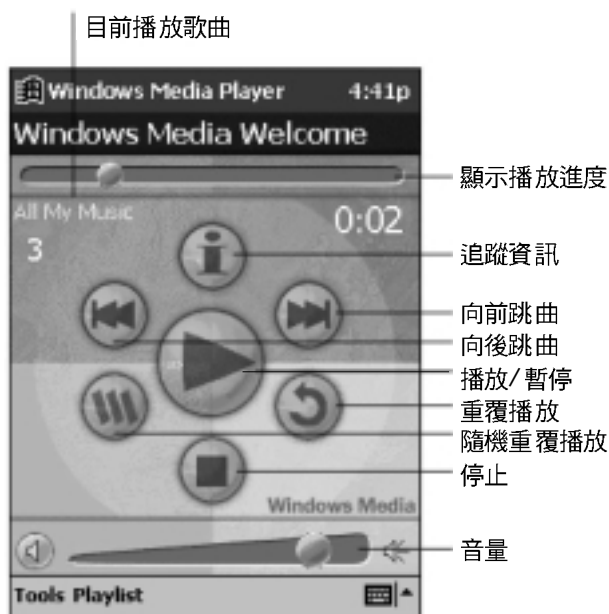 目前播放歌曲
Windows Media Player 4:41p
Windows Media Welcome
顯示播放進度
All My Music 0:02
3
追蹤資訊
向前跳曲
向後跳曲
播放/暫停
重覆播放
隨機重覆播放
停止
Windows Media
音量
Tools Playlist